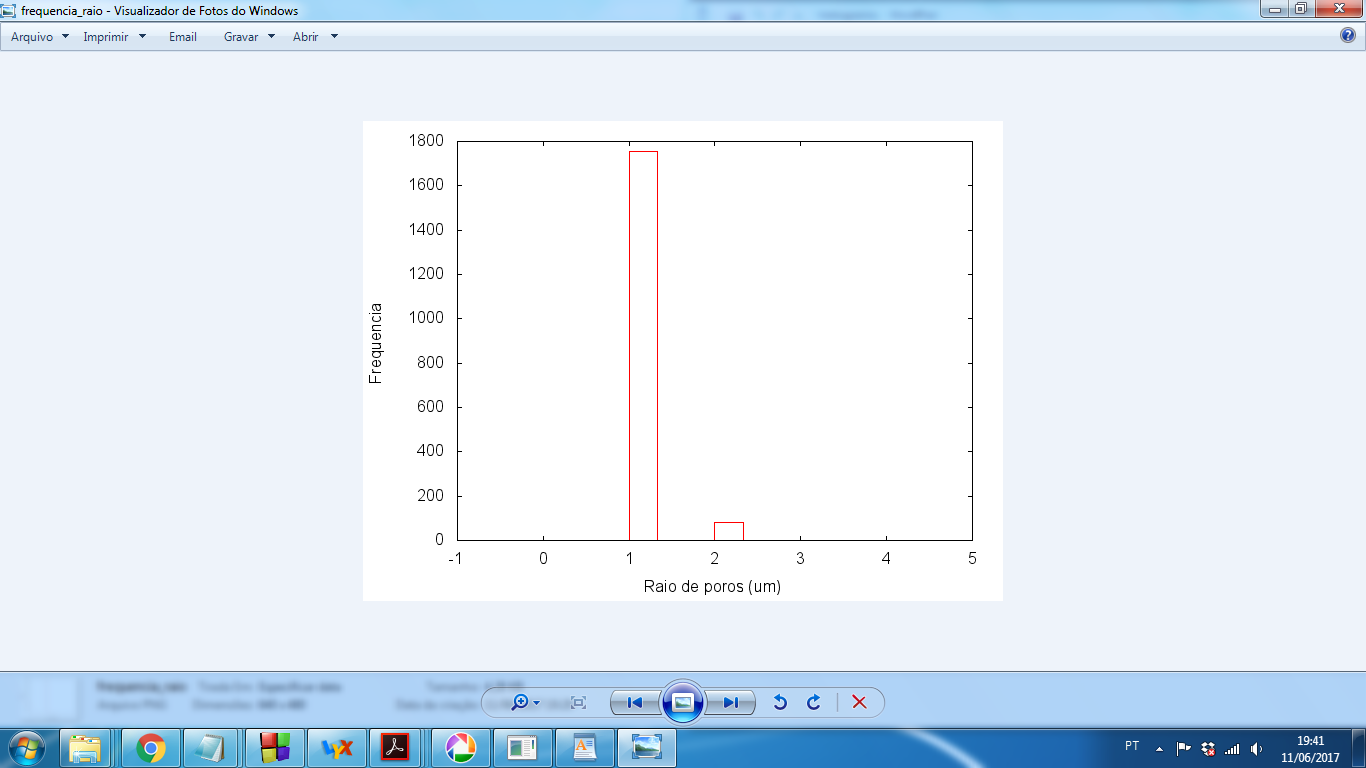 frequencia_raio - Visualizador de Fotos do Windows
Arquivo Imprimir Email Gravar Abrir
1800
1600
1400
1200
1000
800
600
400
200
0
Frequencia
-1 0 1 2 3 4 5
Raio de poros (um)
frequencia_raio
Arquivo PNG
PT
19:41
11/06/2017